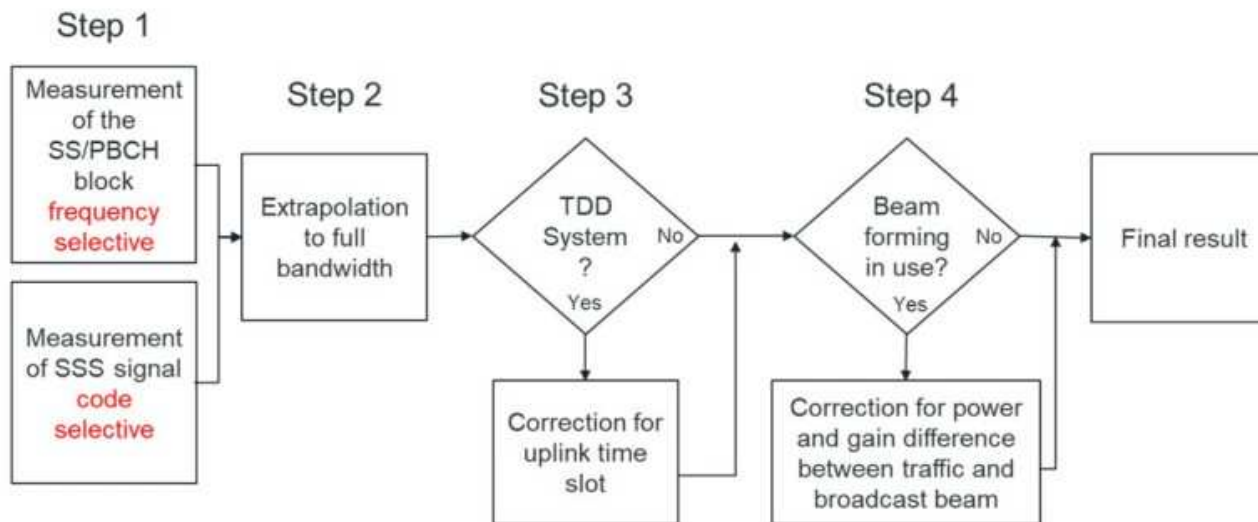 Step 1
Measurement
of the
SS/PBCH
block
frequency
selective
Measurement
of SSS signal
code
selective
Step 2
Extrapolation
to full
bandwidth
Step 3
TDD
System
?
No
Yes
Correction for
uplink time
slot
Step 4
Beam
forming
in use?
No
Yes
Correction for power
and gain difference
between traffic and
broadcast beam
Final result